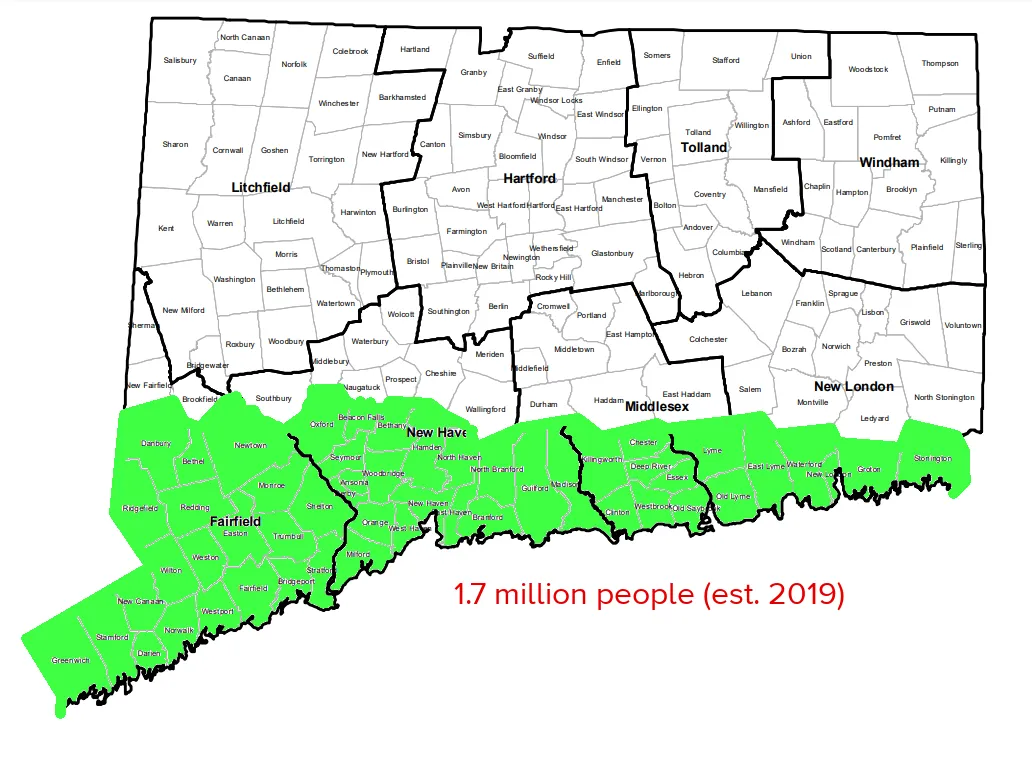 North Canaan
Salisbury
Canaan
Norfolk
Colebrook
Hartland
Suffield
Enfield
Somers
Stafford
Union
Woodstock
Thompson
Granby
East Granby
Windsor Locks
Winchester
Barkhamsted
East Windsor
Ellington
Putnam
Sharon
Cornwall
Goshen
Torrington
New Hartford
Canton
Simsbury
Bloomfield
Windsor
South Windsor
Vernon
Tolland
Tolland
Willington
Ashford
Eastford
Pomfret
Windham
Killingly
Litchfield
Hartford
Avon
West Hartford
Hartford
East Hartford
Manchester
Bolton
Coventry
Mansfield
Chaplin
Hampton
Brooklyn
Kent
Warren
Litchfield
Harwinton
Burlington
Farmington
Andover
Columbia
Windham
Scotland
Canterbury
Plainfield
Sterling
Morris
Thomaston
Plymouth
Bristol
Plainville
New Britain
Newington
Wethersfield
Rocky Hill
Glastonbury
Hebron
Marlborough
Washington
Bethlehem
Watertown
New Milford
Wolcott
Southington
Berlin
Cromwell
Portland
Lebanon
Franklin
Sprague
Lisbon
Griswold
Voluntown
Sherman
Roxbury
Woodbury
Waterbury
Middlebury
Bridgewater
New Fairfield
Brookfield
Southbury
Naugatuck
Prospect
Cheshire
Meriden
Middlefield
Middletown
East Hampton
Colchester
Bozrah
Norwich
Preston
Salem
New London
Montville
Ledyard
North Stonington
Wallingford
Durham
Haddam
East Haddam
Middlesex
Danbury
Bethel
Newtown
Oxford
Beacon Falls
Bethany
New Have
Hamden
Seymour
Woodbridge
Ansonia
Derby
North Haven
North Branford
Guilford
Madison
Killingworth
Chester
Deep River
Essex
Lyme
East Lyme
Waterford
New London
Groton
Stonington
Ridgefield
Redding
Monroe
Shelton
Fairfield
Easton
Trumbull
Orange
West Haven
New Haven
East Haven
Branford
Clinton
Westbrook
Old Saybrook
Old Lyme
Weston
Wilton
Milford
Stratford
Bridgeport
Fairfield
New Canaan
Westport
Norwalk
Stamford
Darien
Greenwich
1.7 million people (est. 2019)